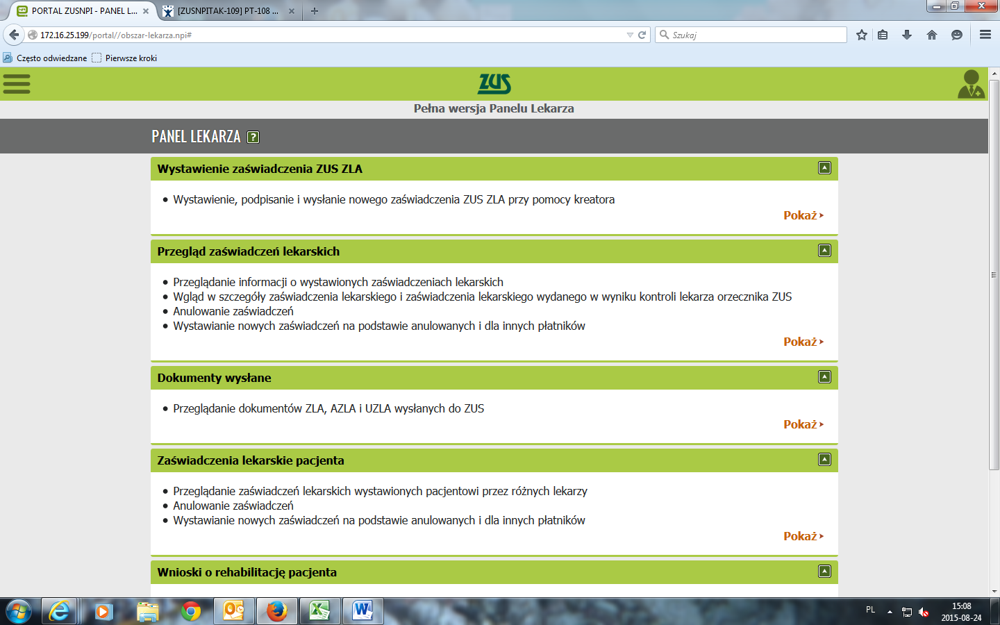 PORTAL ZUSNPI - PANEL L...
[ZUSNPITAK-109] PT-108 ...
172.16.25.199/portal//obszar-lekarza.npi#
Szukaj
Często odwiedzane
Pierwsze kroki
ZUS
Pełna wersja Panelu Lekarza
PANEL LEKARZA ?
Wystawienie zaświadczenia ZUS ZLA
• Wystawienie, podpisanie i wysłanie nowego zaświadczenia ZUS ZLA przy pomocy kreatora
Pokaż
Przegląd zaświadczeń lekarskich
• Przeglądanie informacji o wystawionych zaświadczeniach lekarskich
• Wgląd w szczegóły zaświadczenia lekarskiego i zaświadczenia lekarskiego wydanego w wyniku kontroli lekarza orzecznika ZUS
• Anulowanie zaświadczeń
• Wystawianie nowych zaświadczeń na podstawie anulowanych i dla innych płatników
Pokaż
Dokumenty wysłane
• Przeglądanie dokumentów ZLA, AZLA i UZLA wysłanych do ZUS
Pokaż
Zaświadczenia lekarskie pacjenta
• Przeglądanie zaświadczeń lekarskich wystawionych pacjentowi przez różnych lekarzy
• Anulowanie zaświadczeń
• Wystawianie nowych zaświadczeń na podstawie anulowanych i dla innych płatników
Pokaż
Wnioski o rehabilitację pacjenta
PL
15:08
2015-08-24